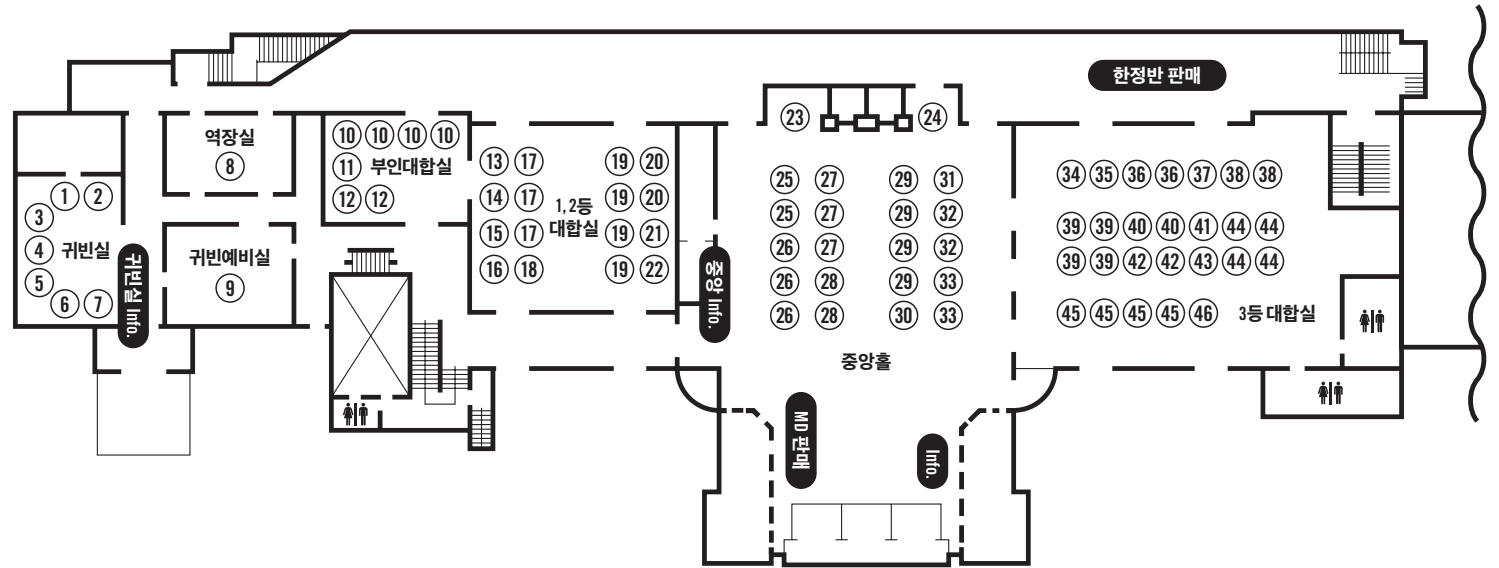 한정반 판매
23 24
역장실
8
10 10 10 10
11 부인대합실
12 12
1 2
3
4 귀빈실
5
6 7
귀빈실 Info.
귀빈예비실
9
13 17 19 20
14 17 19 20
15 17 19 21
16 18 19 22
1, 2등
대합실
중앙 Info.
25 27 29 31
25 27 29 32
26 27 29 32
26 28 29 33
26 28 30 33
중앙홀
34 35 36 36 37 38 38
39 39 40 40 41 44 44
39 39 42 42 43 44 44
45 45 45 45 46 3등 대합실
MD 판매
Info.